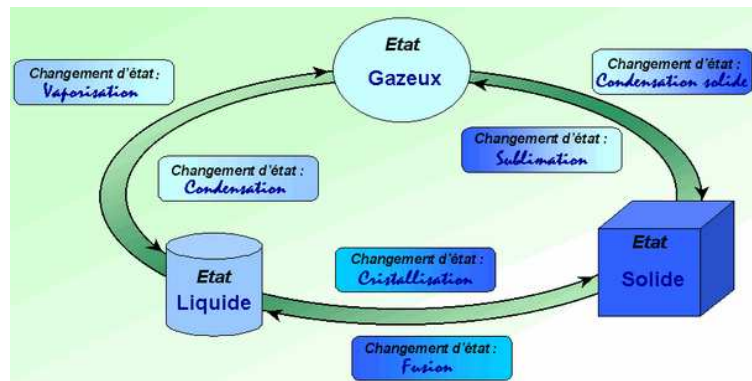 Etat
Gazeux
Changement d'état :
Vaporisation
Changement d'état :
Condensation solide
Changement d'état :
Sublimation
Changement d'état :
Condensation
Etat
Liquide
Changement d'état :
Cristallisation
Etat
Solide
Changement d'état :
Fusion